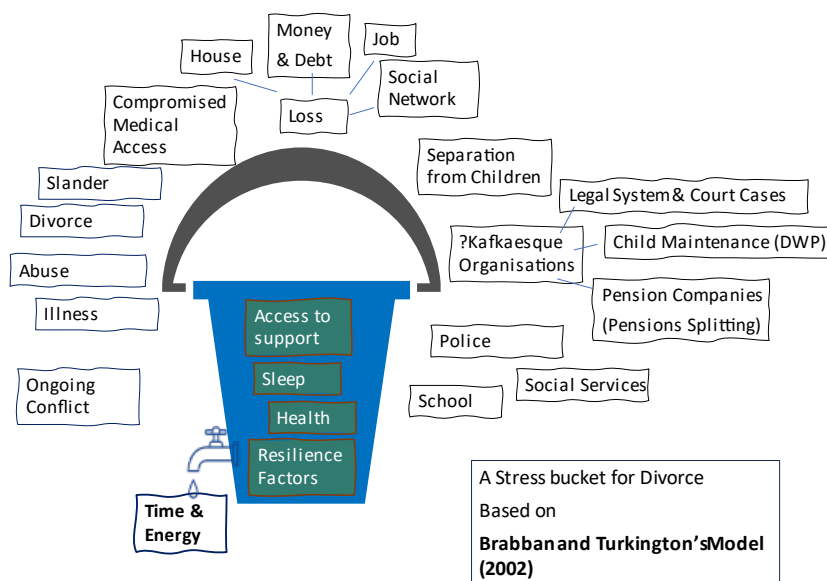 Money
& Debt
Job
House
Social
Network
Loss
Compromised
Medical
Access
Separation
from Children
Slander
Legal System & Court Cases
Divorce
?Kafkaesque
Organisations
Child Maintenance (DWP)
Abuse
Illness
Pension Companies
(Pensions Splitting)
Access to
support
Police
Sleep
Ongoing
Conflict
Social Services
School
Health
Resilience
Factors
Time &
Energy
A Stress bucket for Divorce
Based on
Brabban and Turkington'sModel
(2002)